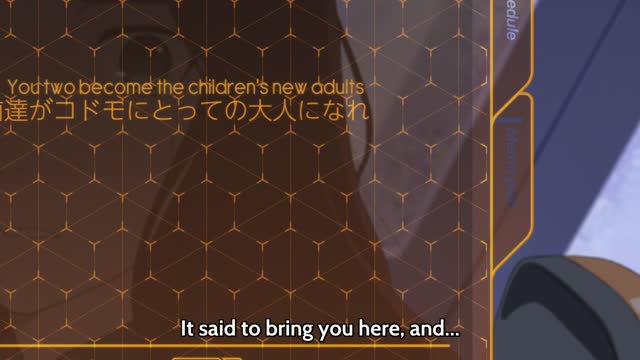 edule
You two become the children's new adults
達がコドモにとっての大人になれ
It said to bring you here, and...